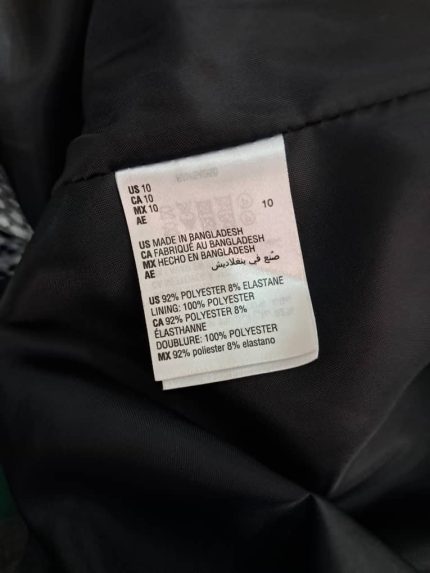 US 10
CA 10
MX 10
AE
10
US MADE IN BANGLADESH
CA FABRIQUÉ AU BANGLADESH
MX HECHO EN BANGLADESH
AE صنع في بنغلاديش
US 92% POLYESTER 8% ELASTANE
LINING: 100% POLYESTER
CA 92% POLYESTER 8%
ÉLASTHANNE
DOUBLURE: 100% POLYESTER
MX 92% poliester 8% elastano